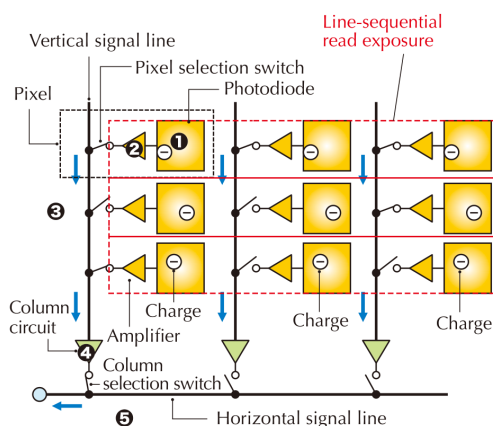 Line-sequential
read exposure
Vertical signal line
Pixel selection switch
Photodiode
Pixel
❶
❷
❸
Charge
Charge
Charge
Column
circuit
Amplifier
❹
Column
selection switch
❺
Horizontal signal line